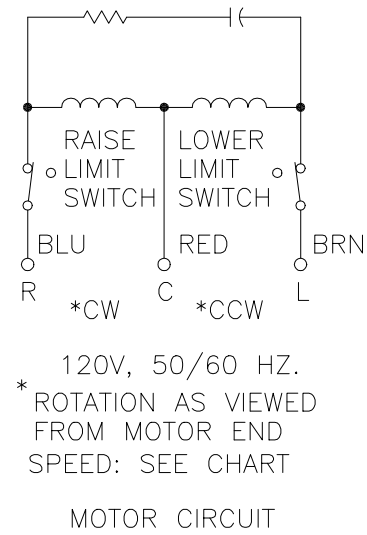 RAISE LOWER
LIMIT LIMIT
SWITCH SWITCH
BLU RED BRN
R C L
*CW *CCW
120V, 50/60 HZ.
* ROTATION AS VIEWED
FROM MOTOR END
SPEED: SEE CHART
MOTOR CIRCUIT